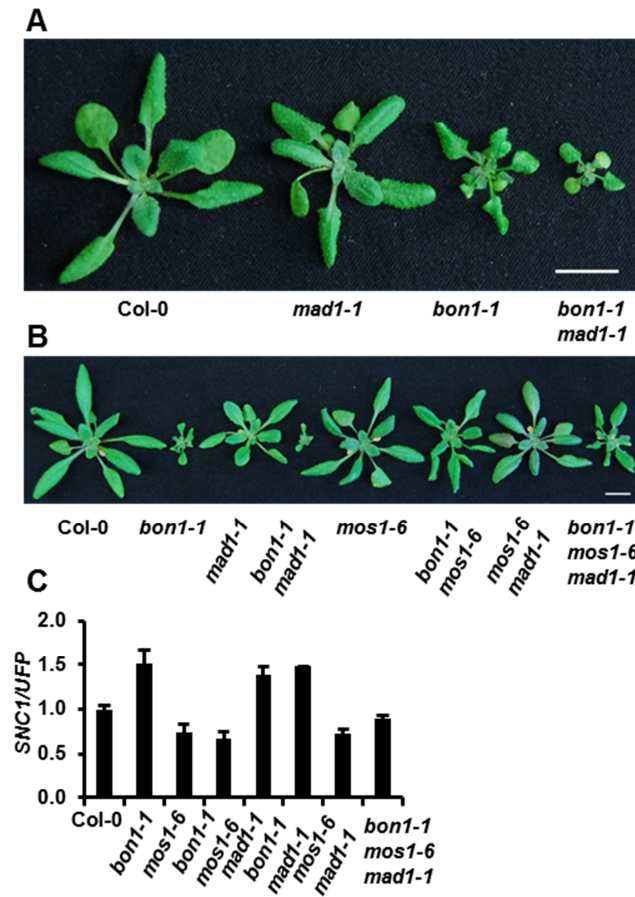 A
Col-0 mad1-1 bon1-1 bon1-1
mad1-1
B
Col-0 bon1-1 mad1-1 bon1-1 mad1-1 mos1-6 bon1-1 mos1-6 mos1-6 mad1-1 bon1-1
mos1-6
mad1-1
C
SNC1/UFP
2.0
1.5
1.0
0.5
0.0
Col-0 bon1-1 mos1-6 bon1-1 mos1-6 mad1-1 bon1-1 mad1-1 mos1-6 mad1-1 bon1-1
mos1-6
mad1-1